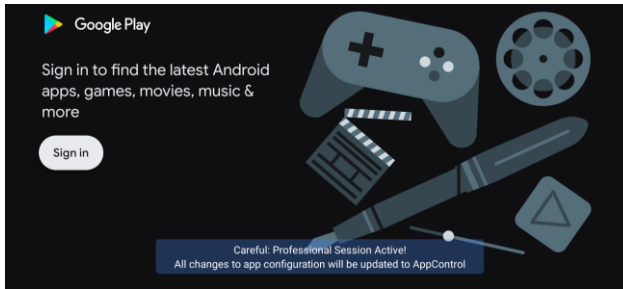 Google Play
Sign in to find the latest Android
apps, games, movies, music &
more
Sign in
Careful: Professional Session Active!
All changes to app configuration will be updated to AppControl